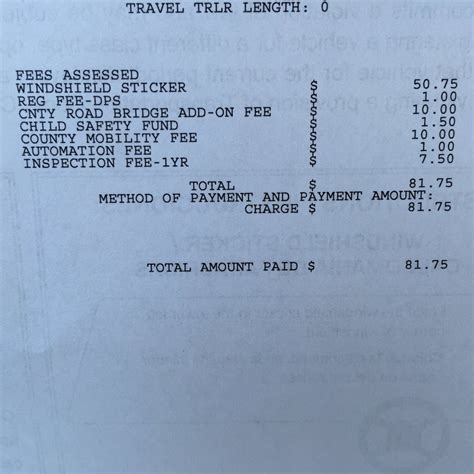 TRAVEL TRLR LENGTH: 0
FEES ASSESSED
WINDSHIELD STICKER $ 50.75
REG FEE-DPS $ 1.00
CNTY ROAD BRIDGE ADD-ON FEE $ 10.00
CHILD SAFETY FUND $ 1.50
COUNTY MOBILITY FEE $ 10.00
AUTOMATION FEE $ 1.00
INSPECTION FEE-1YR $ 7.50
TOTAL $ 81.75
METHOD OF PAYMENT AND PAYMENT AMOUNT:
CHARGE $ 81.75
TOTAL AMOUNT PAID $ 81.75